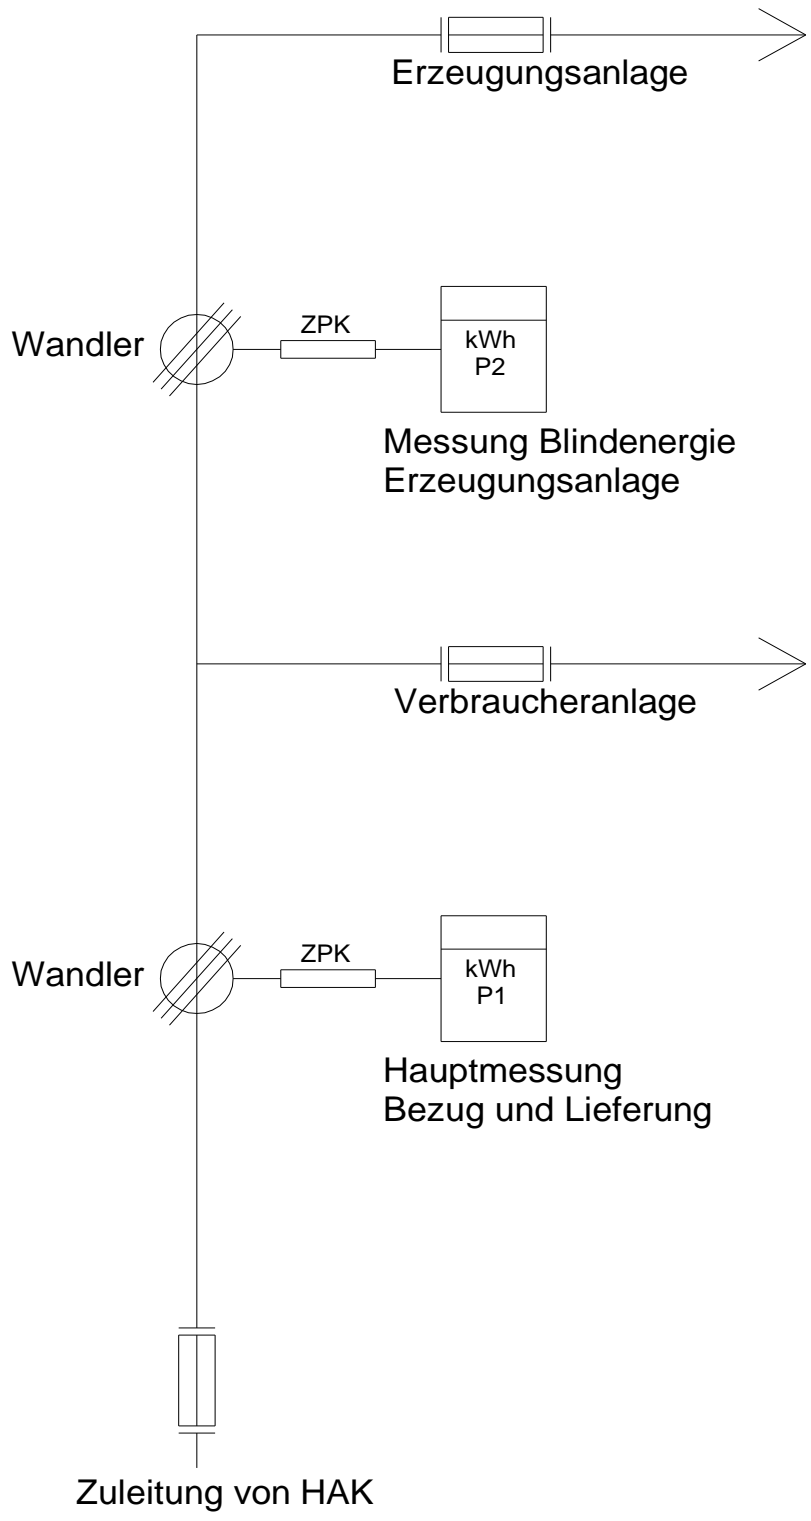 Erzeugungsanlage
ZPK
Wandler
kWh
P2
Messung Blindenergie
Erzeugungsanlage
Verbraucheranlage
ZPK
Wandler
kWh
P1
Hauptmessung
Bezug und Lieferung
Zuleitung von HAK